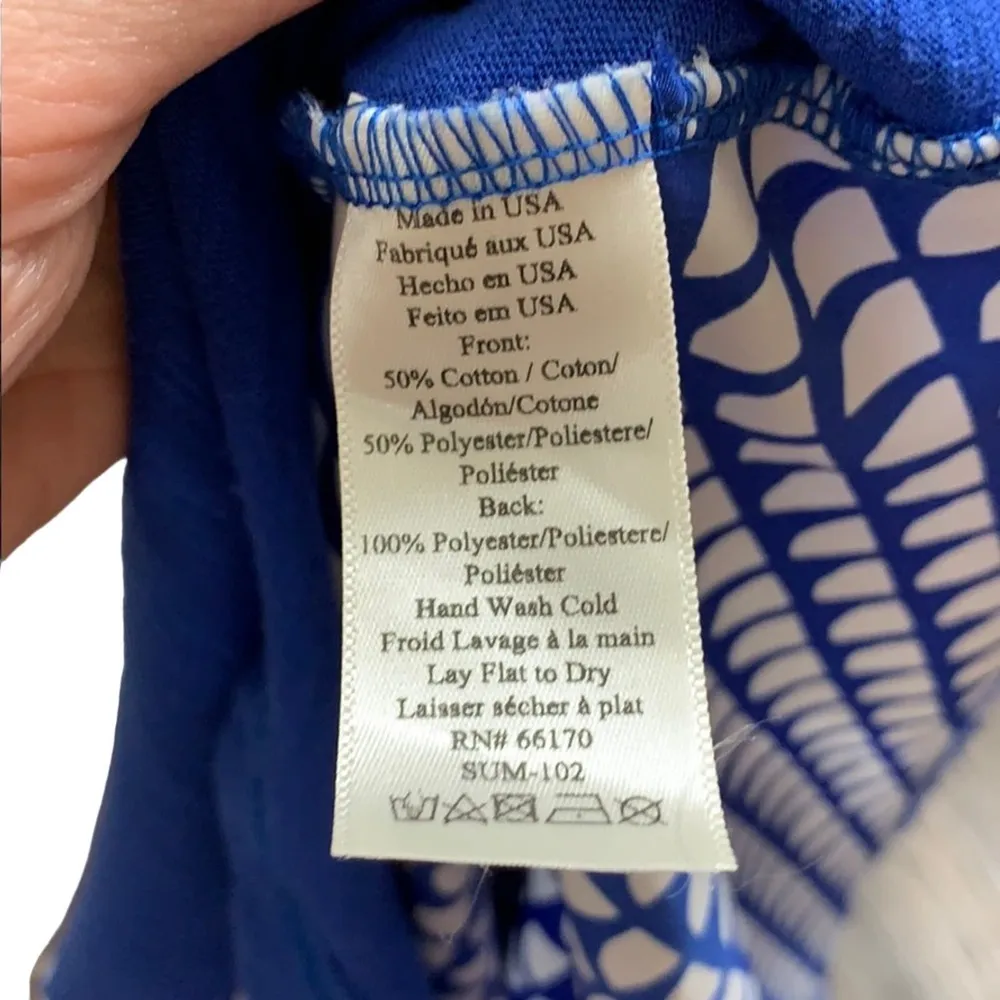 Made in USA
Fabriqué aux USA
Hecho en USA
Feito em USA
Front:
50% Cotton / Coton/
Algodón/Cotone
50% Polyester/Poliestere/
Poliéster
Back:
100% Polyester/Poliestere/
Poliéster
Hand Wash Cold
Froid Lavage à la main
Lay Flat to Dry
Laisser sécher à plat
RN# 66170
SUM-102